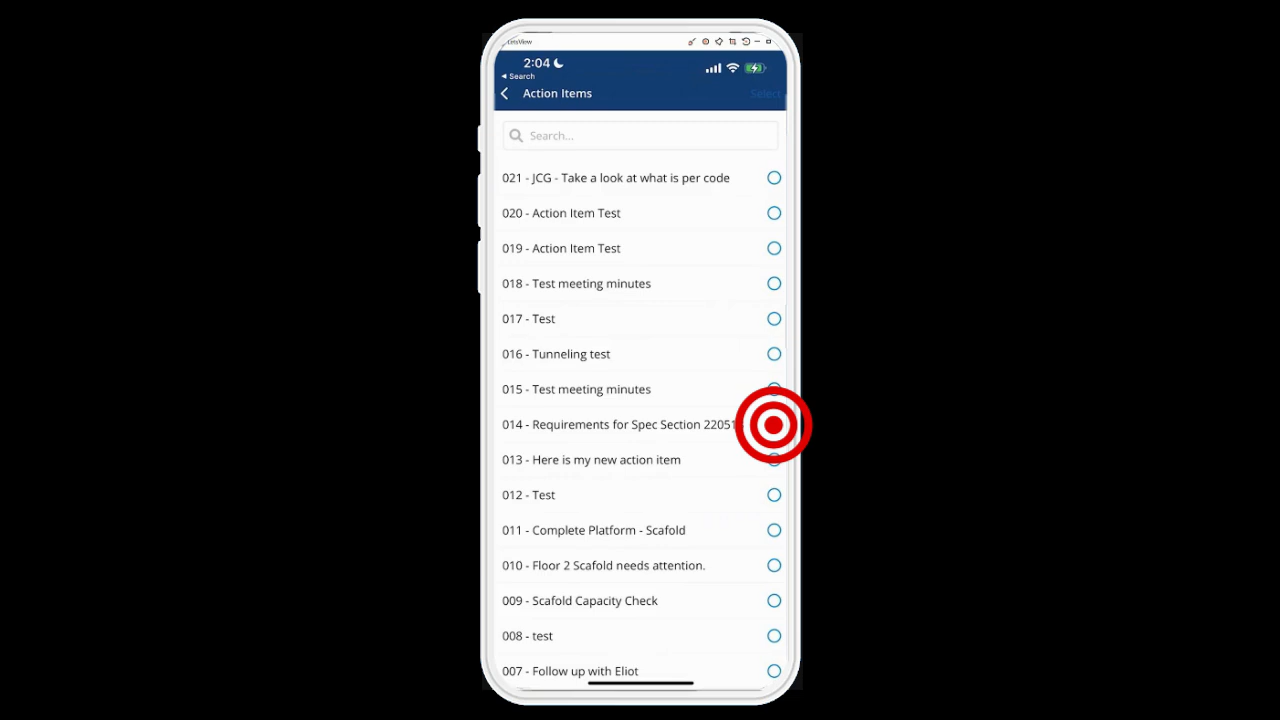 LetsView
2:04
Search
Action Items
Select
Search...
021 - JCG - Take a look at what is per code
020 - Action Item Test
019 - Action Item Test
018 - Test meeting minutes
017 - Test
016 - Tunneling test
015 - Test meeting minutes
014 - Requirements for Spec Section 22051
013 - Here is my new action item
012 - Test
011 - Complete Platform - Scafold
010 - Floor 2 Scafold needs attention.
009 - Scafold Capacity Check
008 - test
007 - Follow up with Eliot